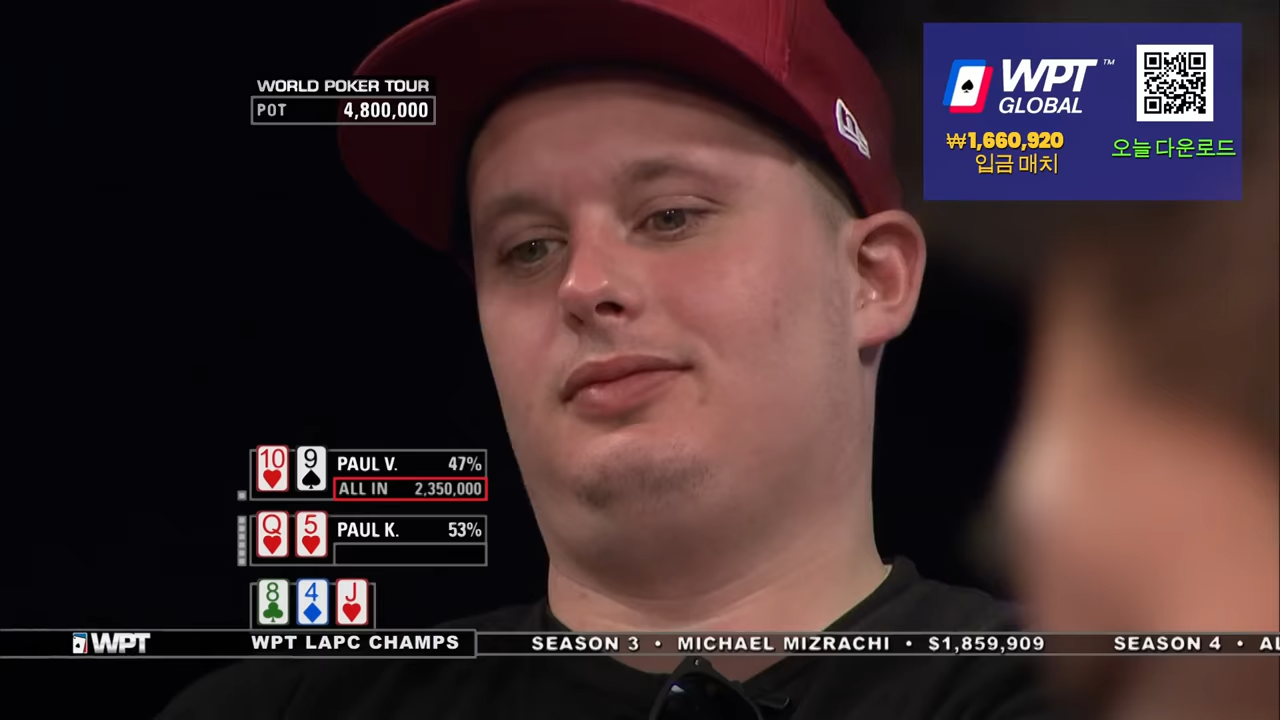 WORLD POKER TOUR
POT 4,800,000
WPT ™
GLOBAL
₩1,660,920
입금 매치
오늘 다운로드
10 9 PAUL V. 47%
ALL IN 2,350,000
Q 5 PAUL K. 53%
8 4 J
WPT WPT LAPC CHAMPS SEASON 3 • MICHAEL MIZRACHI • $1,859,909 SEASON 4 •